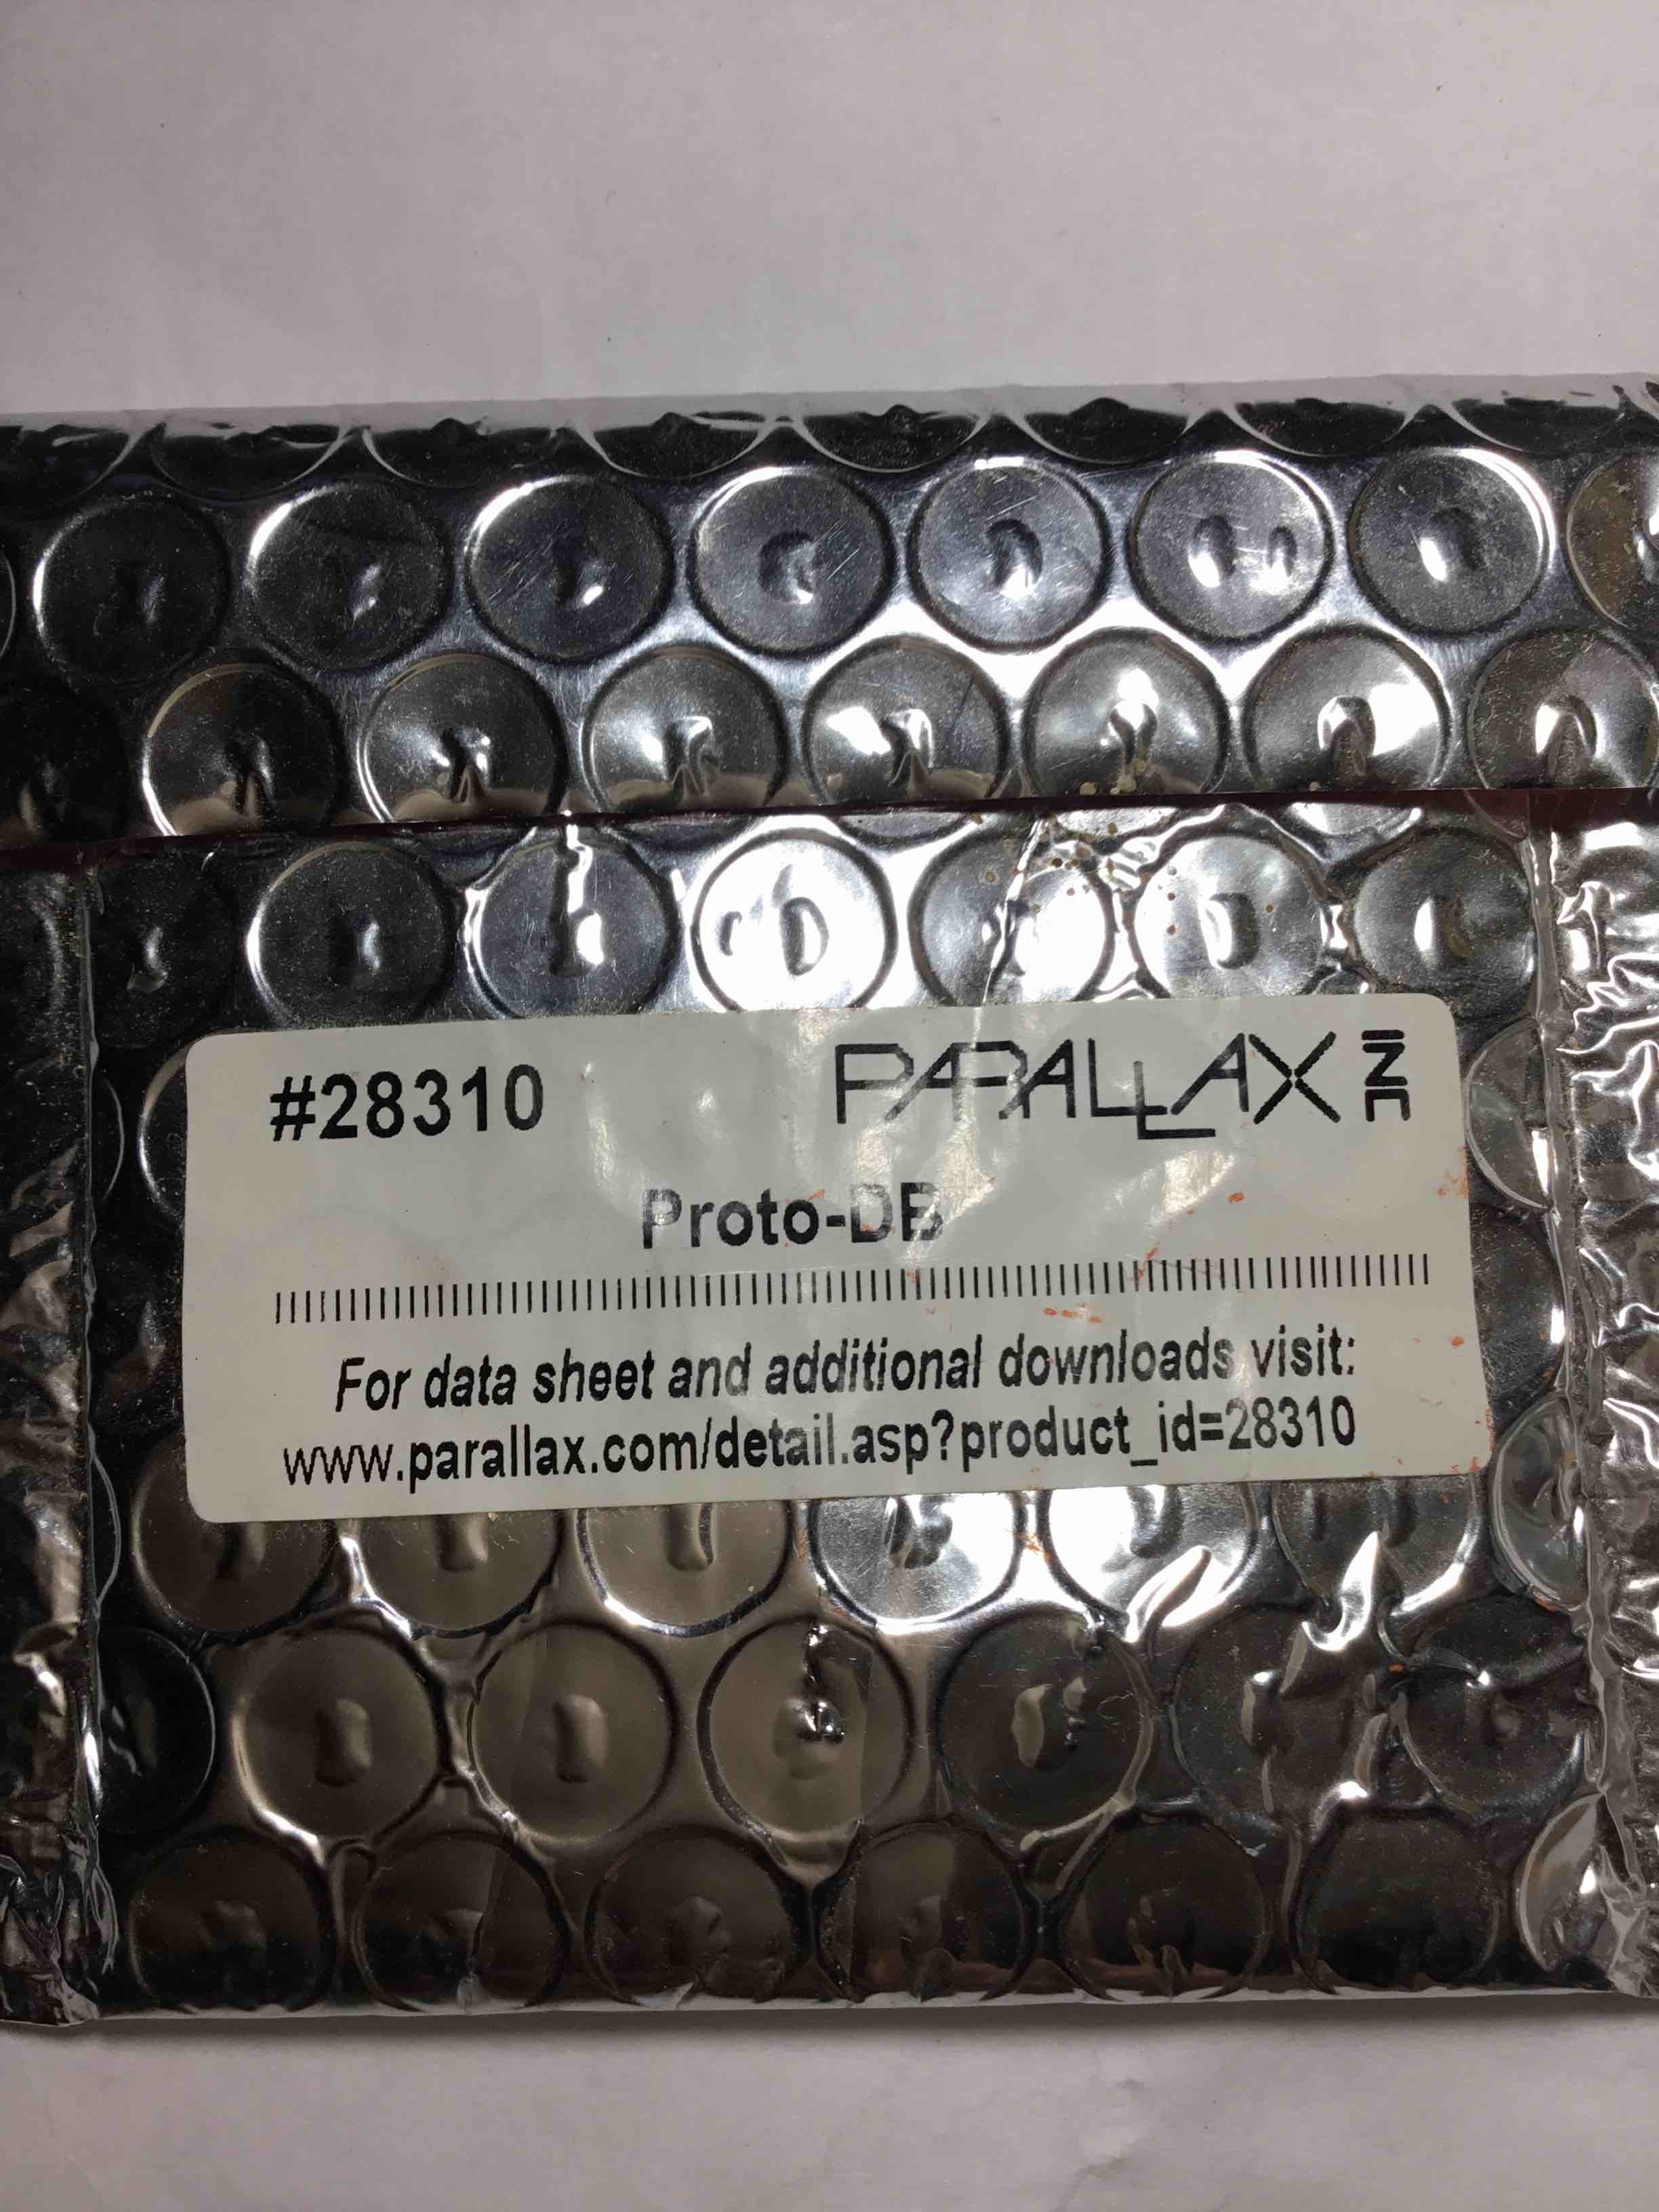 #28310 PARALLAX INC
Proto-DB
For data sheet and additional downloads visit:
www.parallax.com/detail.asp?product_id=28310